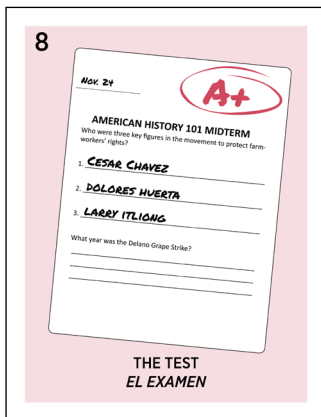 8
Nov. 24
A+
AMERICAN HISTORY 101 MIDTERM
Who were three key figures in the movement to protect farm-
workers' rights?
1. CESAR CHAVEZ
2. DOLORES HUERTA
3. LARRY ITLIONG
What year was the Delano Grape Strike?
THE TEST
EL EXAMEN